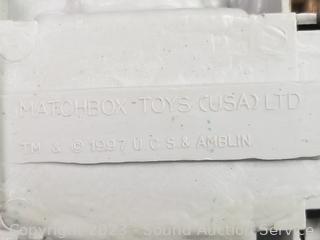 MATCHBOX TOYS (USA) LTD
TM & © 1997 U.C.S & AMBLIN
Copyright 2023 - Sound Auction Service